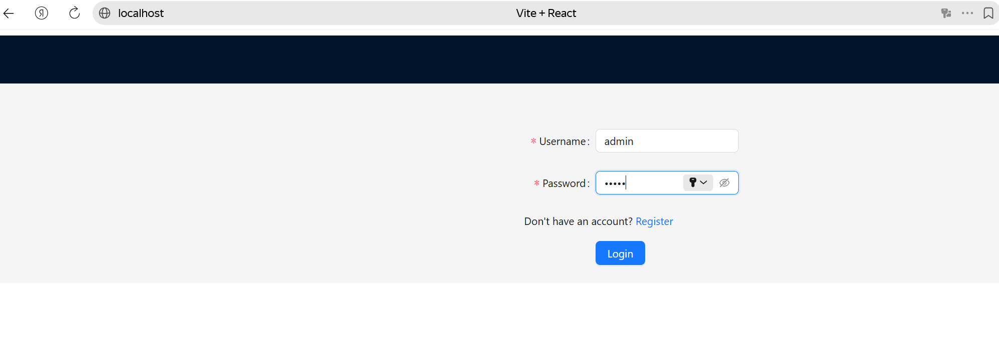 Я localhost Vite + React
* Username: admin
* Password: •••••
Don't have an account? Register
Login